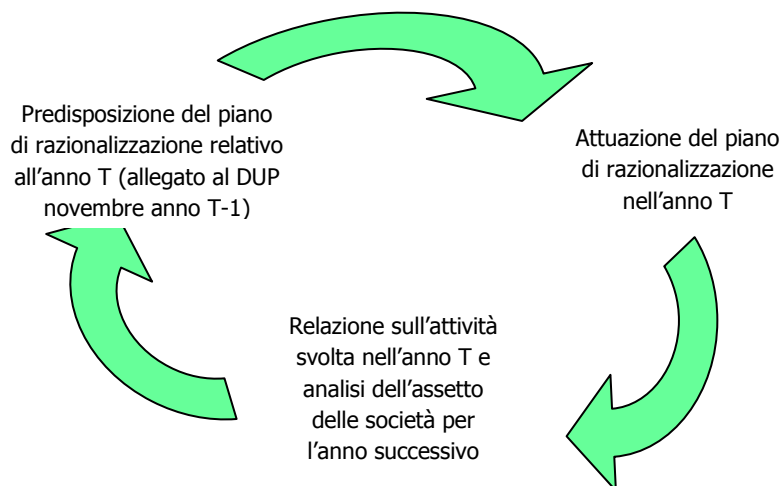 Predisposizione del piano
di razionalizzazione relativo
all’anno T (allegato al DUP
novembre anno T-1)
Attuazione del piano
di razionalizzazione
nell’anno T
Relazione sull’attività
svolta nell’anno T e
analisi dell’assetto
delle società per
l’anno successivo